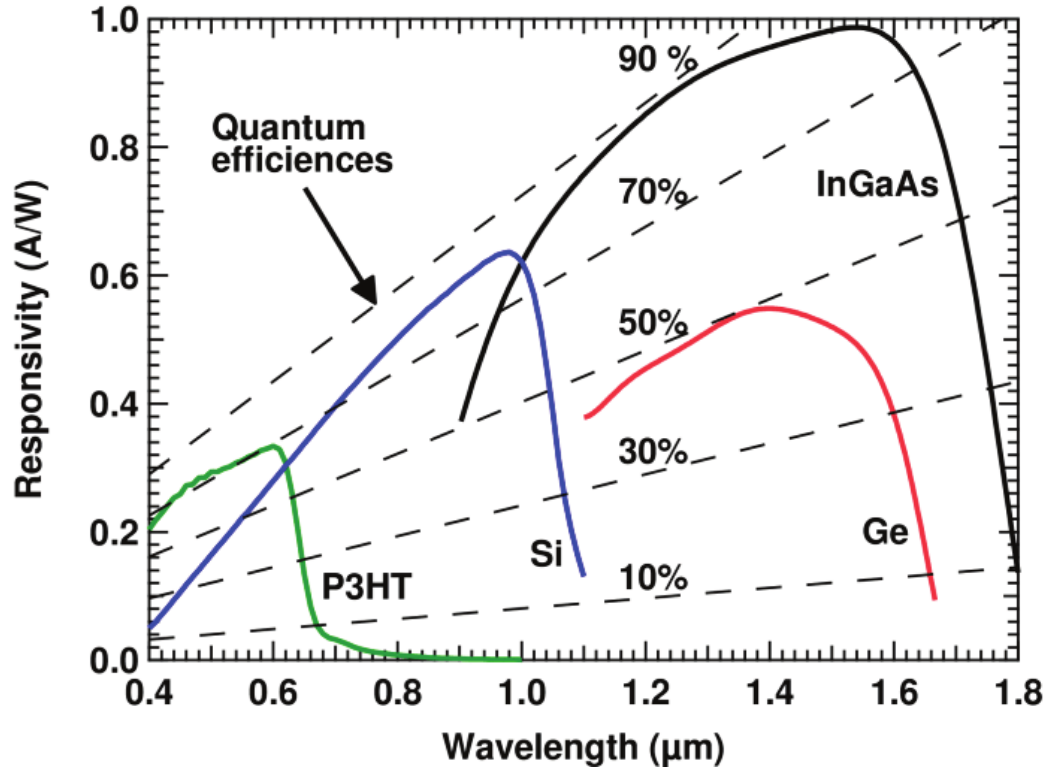 1.0
0.8
0.6
0.4
0.2
0.0
Responsivity (A/W)
Quantum
efficiences
90 %
70%
50%
30%
10%
InGaAs
Ge
Si
P3HT
0.4 0.6 0.8 1.0 1.2 1.4 1.6 1.8
Wavelength (μm)